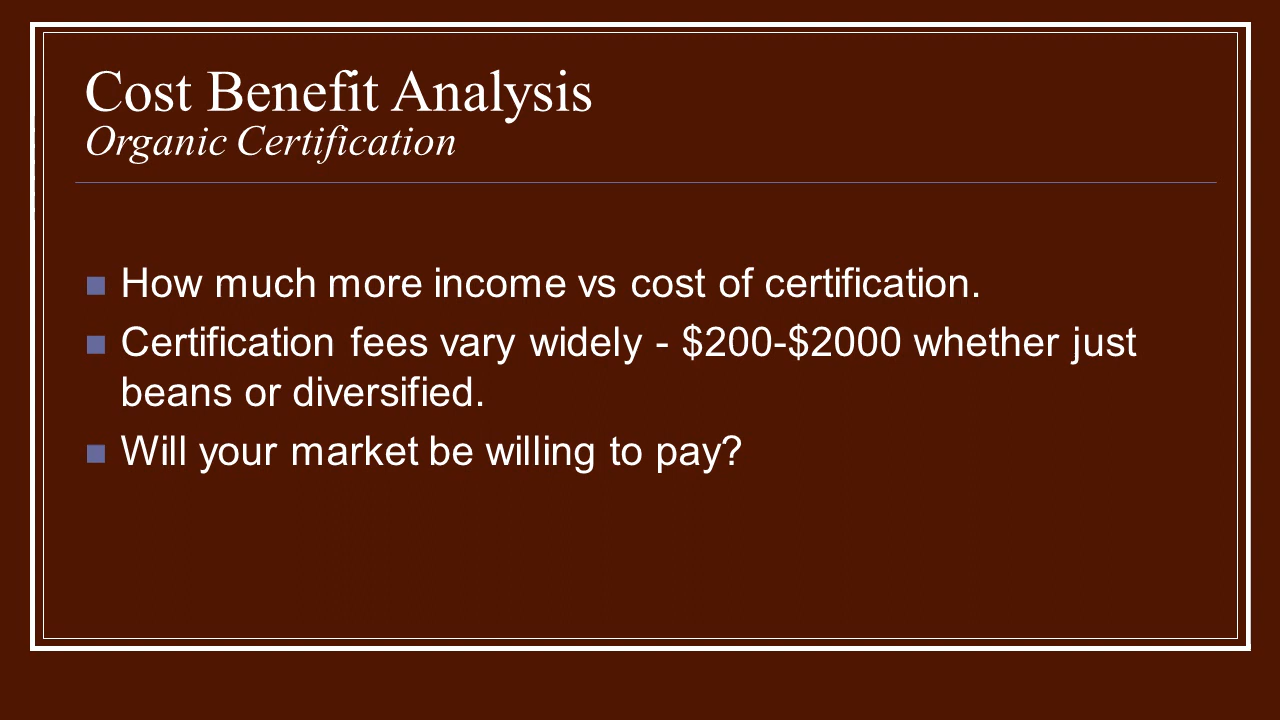 Cost Benefit Analysis
Organic Certification
How much more income vs cost of certification.
Certification fees vary widely - $200-$2000 whether just
beans or diversified.
Will your market be willing to pay?